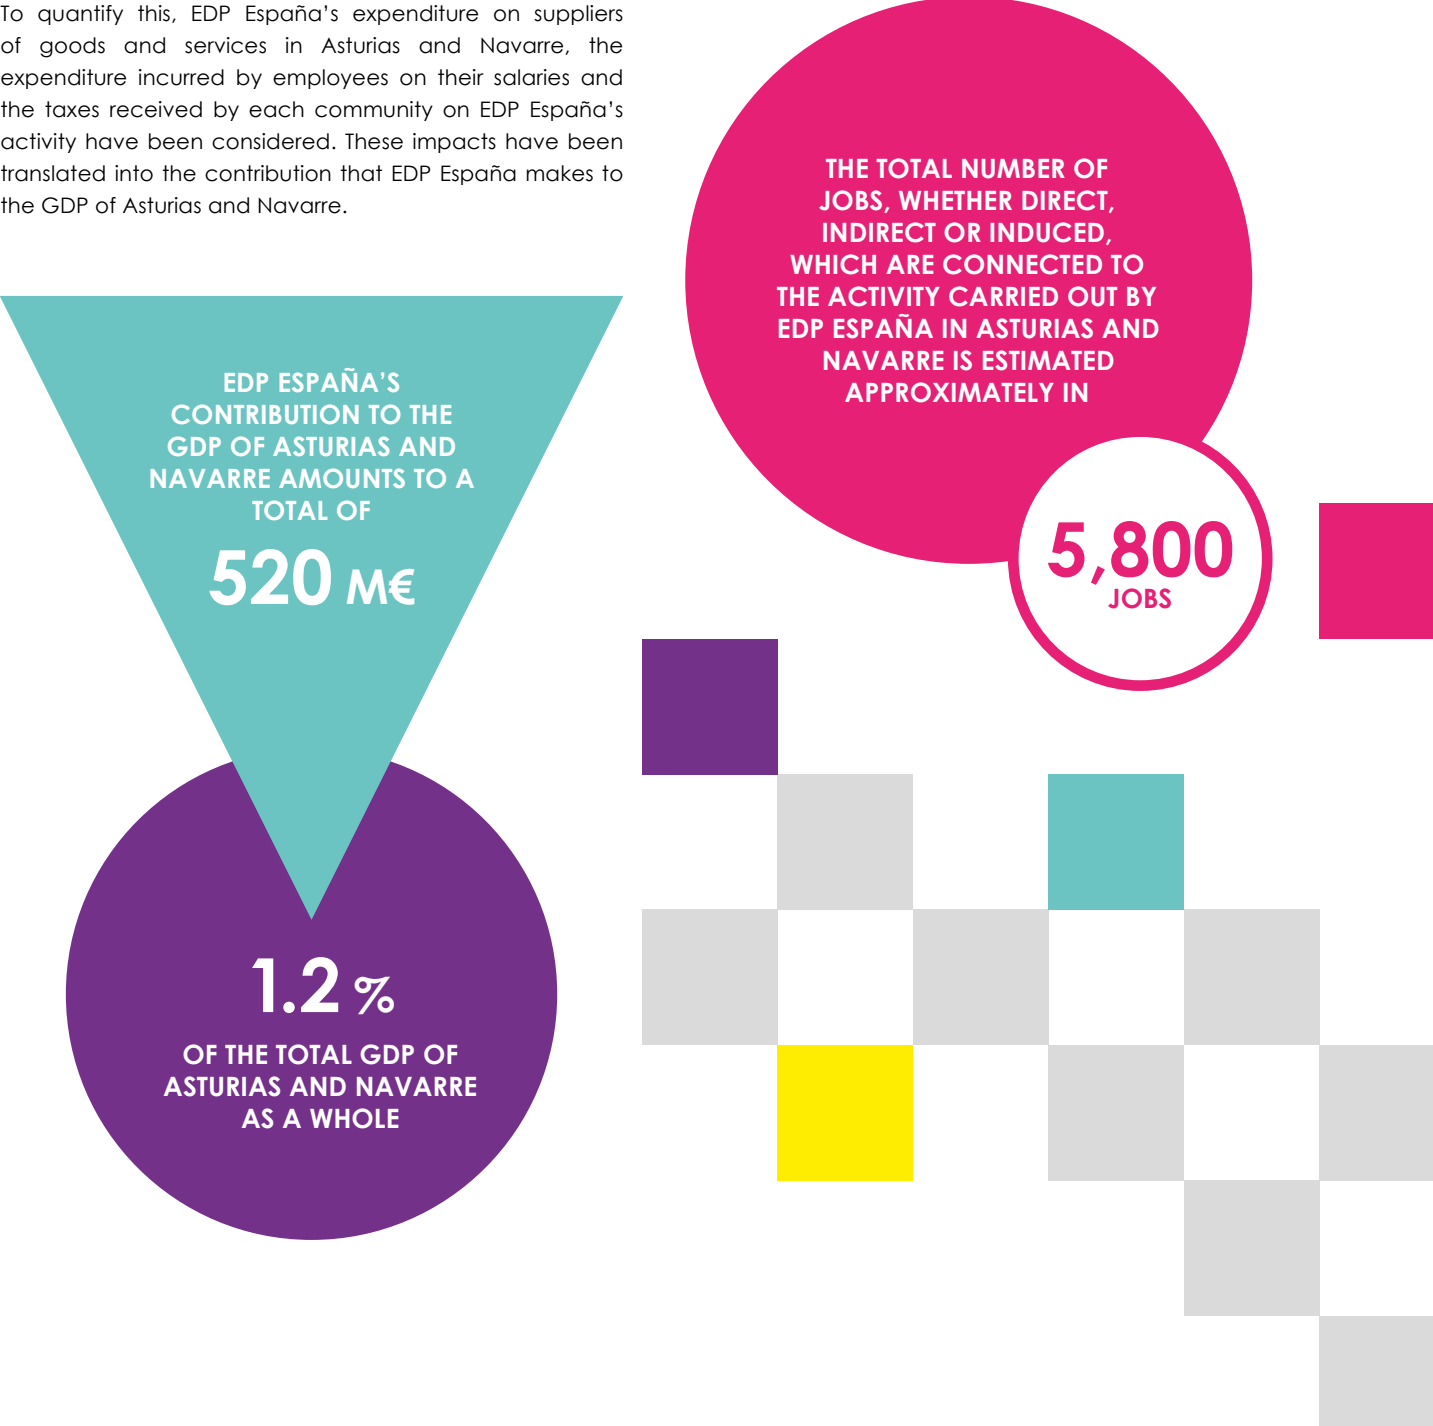 To quantify this, EDP España’s expenditure on suppliers
of goods and services in Asturias and Navarre, the
expenditure incurred by employees on their salaries and
the taxes received by each community on EDP España’s
activity have been considered. These impacts have been
translated into the contribution that EDP España makes to
the GDP of Asturias and Navarre.
EDP ESPAÑA’S
CONTRIBUTION TO THE
GDP OF ASTURIAS AND
NAVARRE AMOUNTS TO A
TOTAL OF
520 M€
1.2 %
OF THE TOTAL GDP OF
ASTURIAS AND NAVARRE
AS A WHOLE
THE TOTAL NUMBER OF
JOBS, WHETHER DIRECT,
INDIRECT OR INDUCED,
WHICH ARE CONNECTED TO
THE ACTIVITY CARRIED OUT BY
EDP ESPAÑA IN ASTURIAS AND
NAVARRE IS ESTIMATED
APPROXIMATELY IN
5,800
JOBS